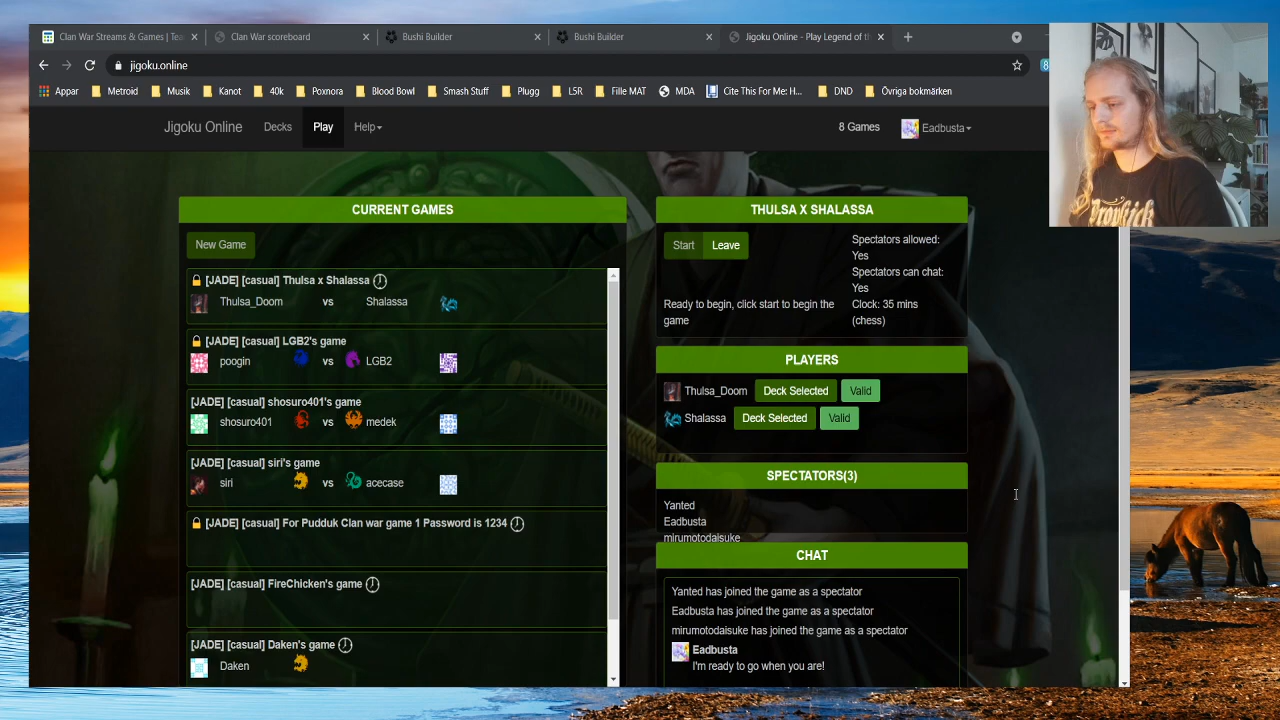 Clan War Streams & Games | Tea
Clan War scoreboard
Bushi Builder
Bushi Builder
Jigoku Online - Play Legend of th
jigoku.online
Appar
Metroid
Musik
Kanot
40k
Poxnora
Blood Bowl
Smash Stuff
Plugg
L5R
Fille MAT
MDA
Cite This For Me: H...
DND
Övriga bokmärken
Jigoku Online
Decks
Play
Help
8 Games
Eadbusta
CURRENT GAMES
New Game
[JADE] [casual] Thulsa x Shalassa
Thulsa_Doom vs Shalassa
[JADE] [casual] LGB2's game
poogin vs LGB2
[JADE] [casual] shosuro401's game
shosuro401 vs medek
[JADE] [casual] siri's game
siri vs acecase
[JADE] [casual] For Pudduk Clan war game 1 Password is 1234
[JADE] [casual] FireChicken's game
[JADE] [casual] Daken's game
Daken
THULSA X SHALASSA
Start Leave
Ready to begin, click start to begin the
game
Spectators allowed:
Yes
Spectators can chat:
Yes
Clock: 35 mins
(chess)
PLAYERS
Thulsa_Doom Deck Selected Valid
Shalassa Deck Selected Valid
SPECTATORS(3)
Yanted
Eadbusta
mirumotodaisuke
CHAT
Yanted has joined the game as a spectator
Eadbusta has joined the game as a spectator
mirumotodaisuke has joined the game as a spectator
Eadbusta
I'm ready to go when you are!